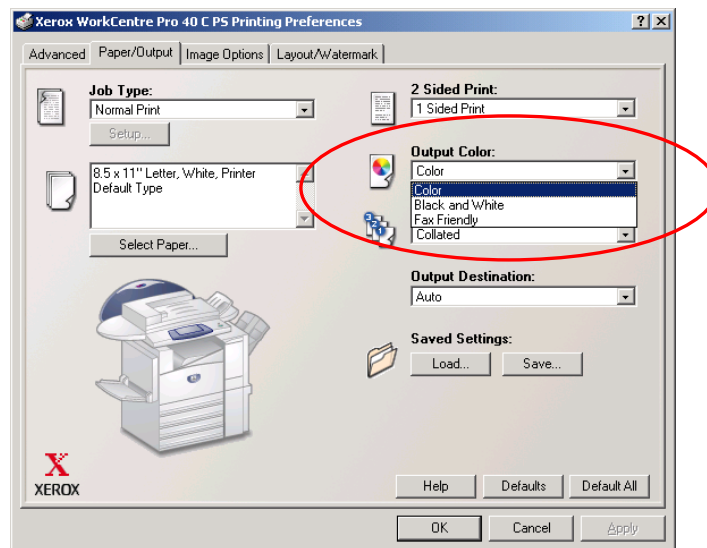 Xerox WorkCentre Pro 40 C PS Printing Preferences
Advanced
Paper/Output
Image Options
Layout/Watermark
Job Type:
Normal Print
Setup...
8.5 x 11" Letter, White, Printer
Default Type
Select Paper...
2 Sided Print:
1 Sided Print
Output Color:
Color
Color
Black and White
Fax Friendly
Collated
Output Destination:
Auto
Saved Settings:
Load...
Save...
X
XEROX
Help
Defaults
Default All
OK
Cancel
Apply